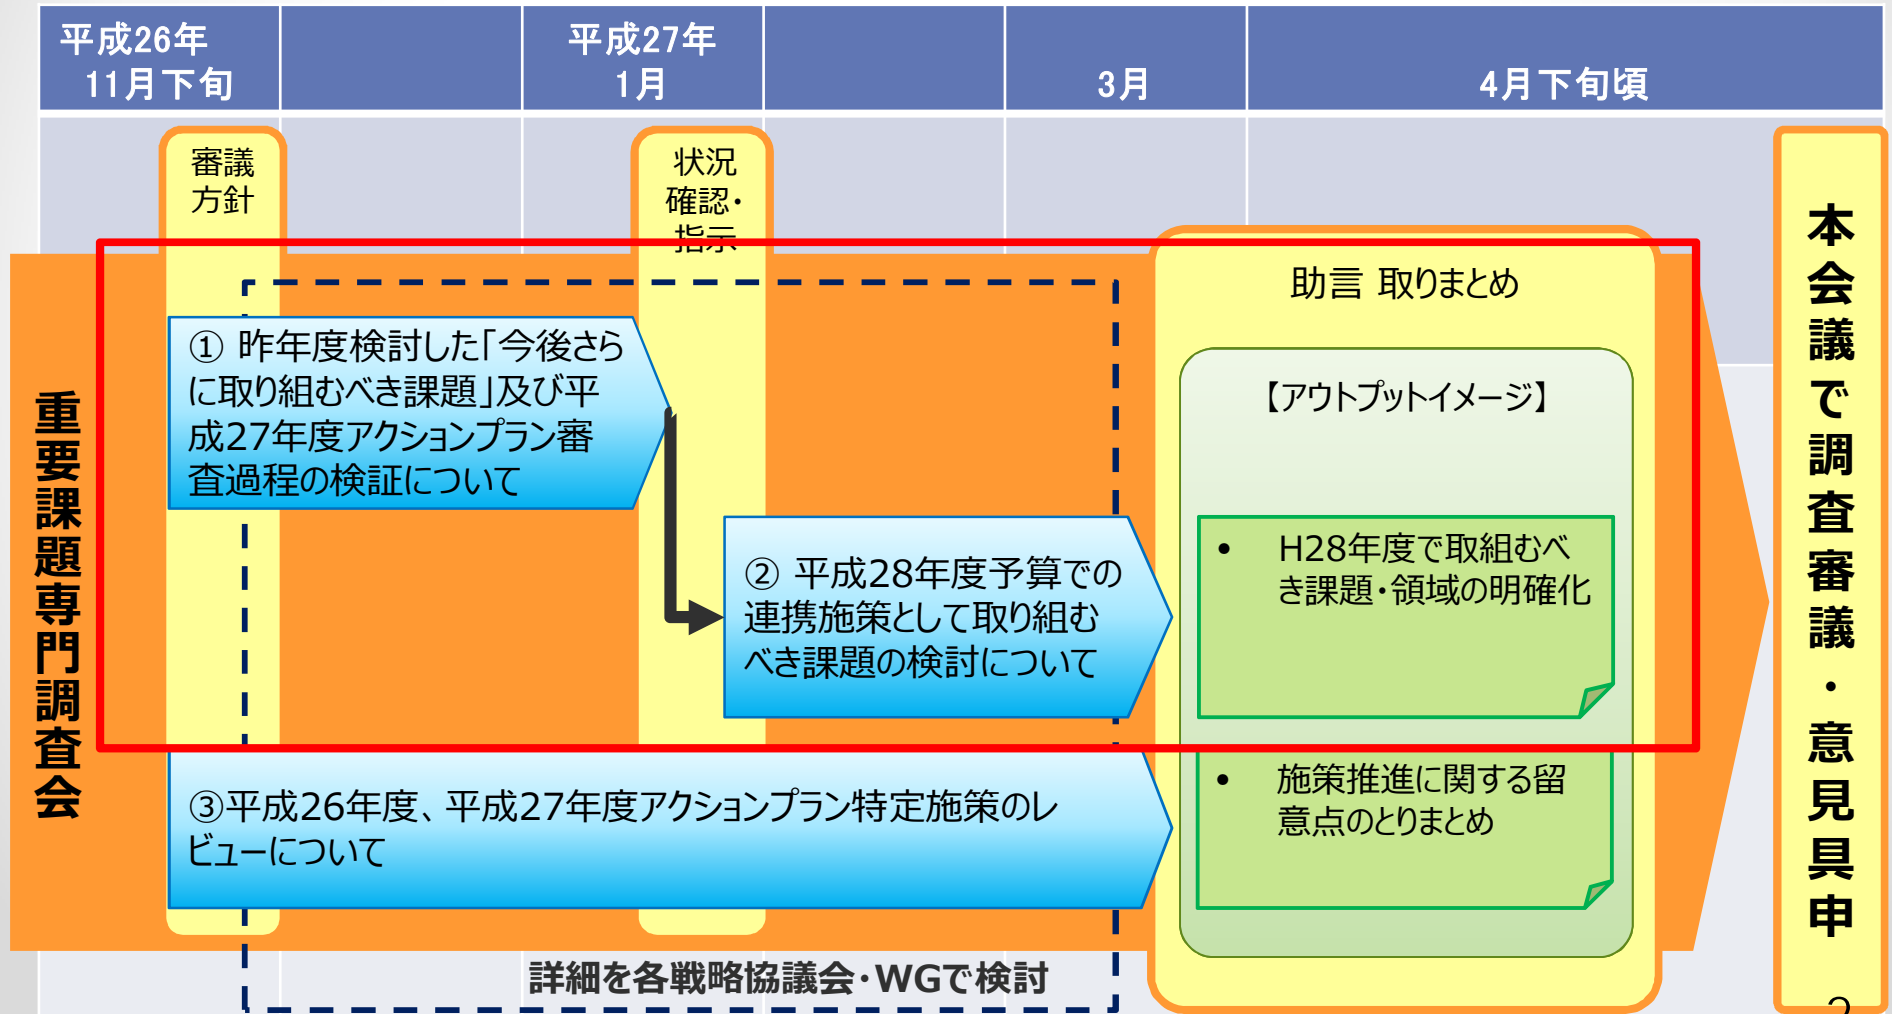 平成26年
11月下旬
平成27年
1月
3月
4月下旬頃
審議
方針
状況
確認・
指示
重要課題専門調査会
① 昨年度検討した「今後さら
に取り組むべき課題」及び平
成27年度アクションプラン審
査過程の検証について
② 平成28年度予算での
連携施策として取り組む
べき課題の検討について
③平成26年度、平成27年度アクションプラン特定施策のレ
ビューについて
詳細を各戦略協議会・WGで検討
助言 取りまとめ
【アウトプットイメージ】
• H28年度で取組むべ
き課題・領域の明確化
• 施策推進に関する留
意点のとりまとめ
本会議で調査審議・意見具申